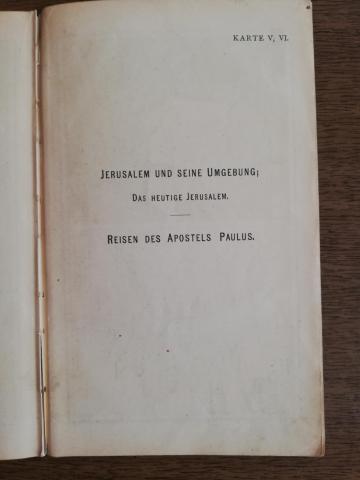 KARTE V, VI.
JERUSALEM UND SEINE UMGEBUNG;
DAS HEUTIGE JERUSALEM.
REISEN DES APOSTELS PAULUS.